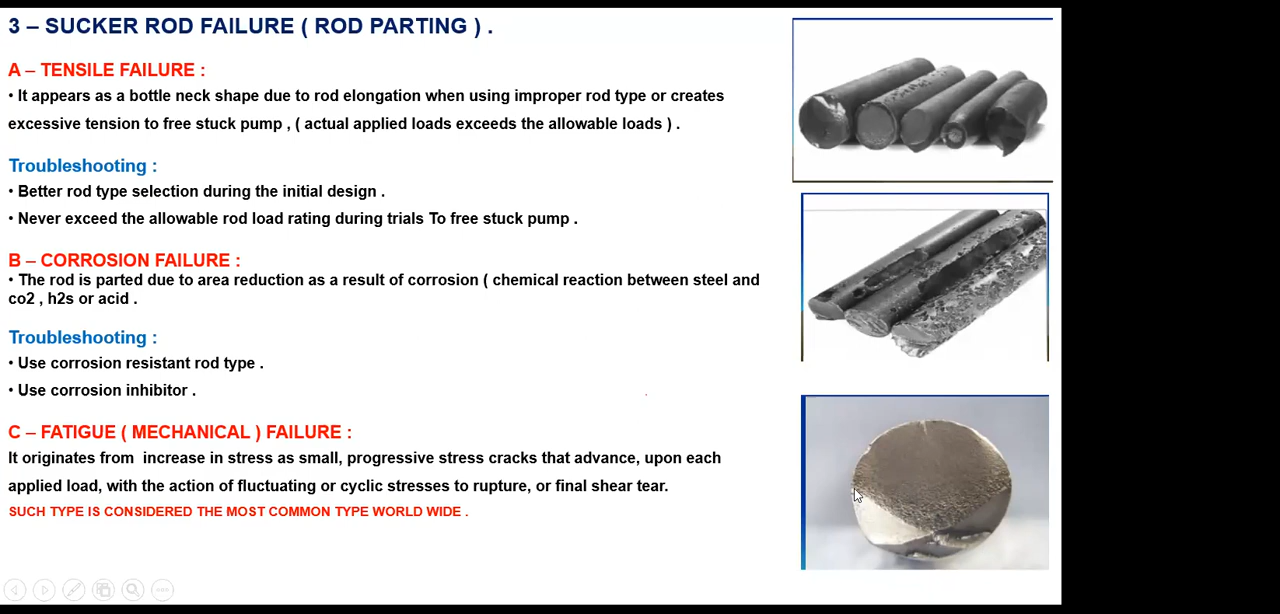 3 – SUCKER ROD FAILURE ( ROD PARTING ) .
A – TENSILE FAILURE :
• It appears as a bottle neck shape due to rod elongation when using improper rod type or creates
excessive tension to free stuck pump , ( actual applied loads exceeds the allowable loads ) .
Troubleshooting :
• Better rod type selection during the initial design .
• Never exceed the allowable rod load rating during trials To free stuck pump .
B – CORROSION FAILURE :
• The rod is parted due to area reduction as a result of corrosion ( chemical reaction between steel and
co2 , h2s or acid .
Troubleshooting :
• Use corrosion resistant rod type .
• Use corrosion inhibitor .
C – FATIGUE ( MECHANICAL ) FAILURE :
It originates from increase in stress as small, progressive stress cracks that advance, upon each
applied load, with the action of fluctuating or cyclic stresses to rupture, or final shear tear.
SUCH TYPE IS CONSIDERED THE MOST COMMON TYPE WORLD WIDE .